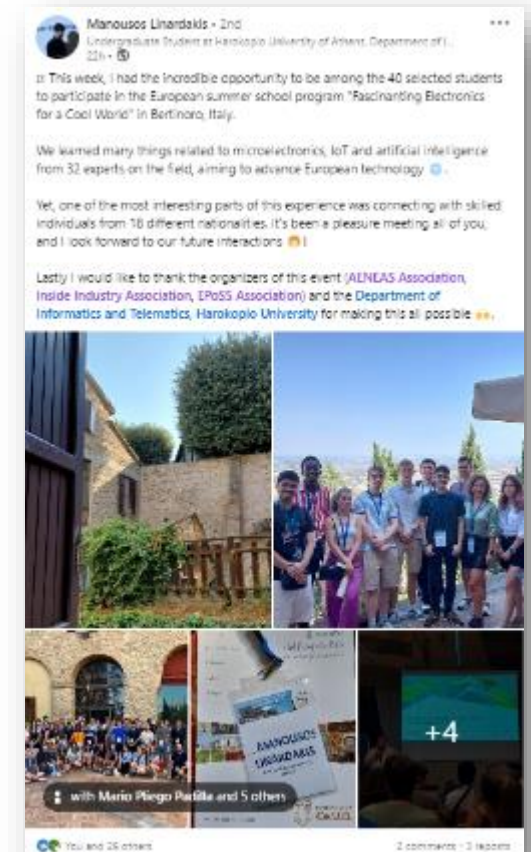 Manousos Linardakis • 2nd
Undergraduate Student at Harokopio University of Athens, Department of I...
22h •
This week, I had the incredible opportunity to be among the 40 selected students
to participate in the European summer school program "Fascinanting Electronics
for a Cool World" in Bertinoro, Italy.
We learned many things related to microelectronics, IoT and artificial intelligence
from 32 experts on the field, aiming to advance European technology .
Yet, one of the most interesting parts of this experience was connecting with skilled
individuals from 18 different nationalities. It's been a pleasure meeting all of you,
and I look forward to our future interactions !
Lastly I would like to thank the organizers of this event (AENEAS Association,
Inside Industry Association, EPoSS Association) and the Department of
Informatics and Telematics, Harokopio University for making this all possible .
MANOUSOS
LINARDAKIS
+4
with Mario Pliego Padilla and 5 others
You and 26 others
2 comments • 3 reposts